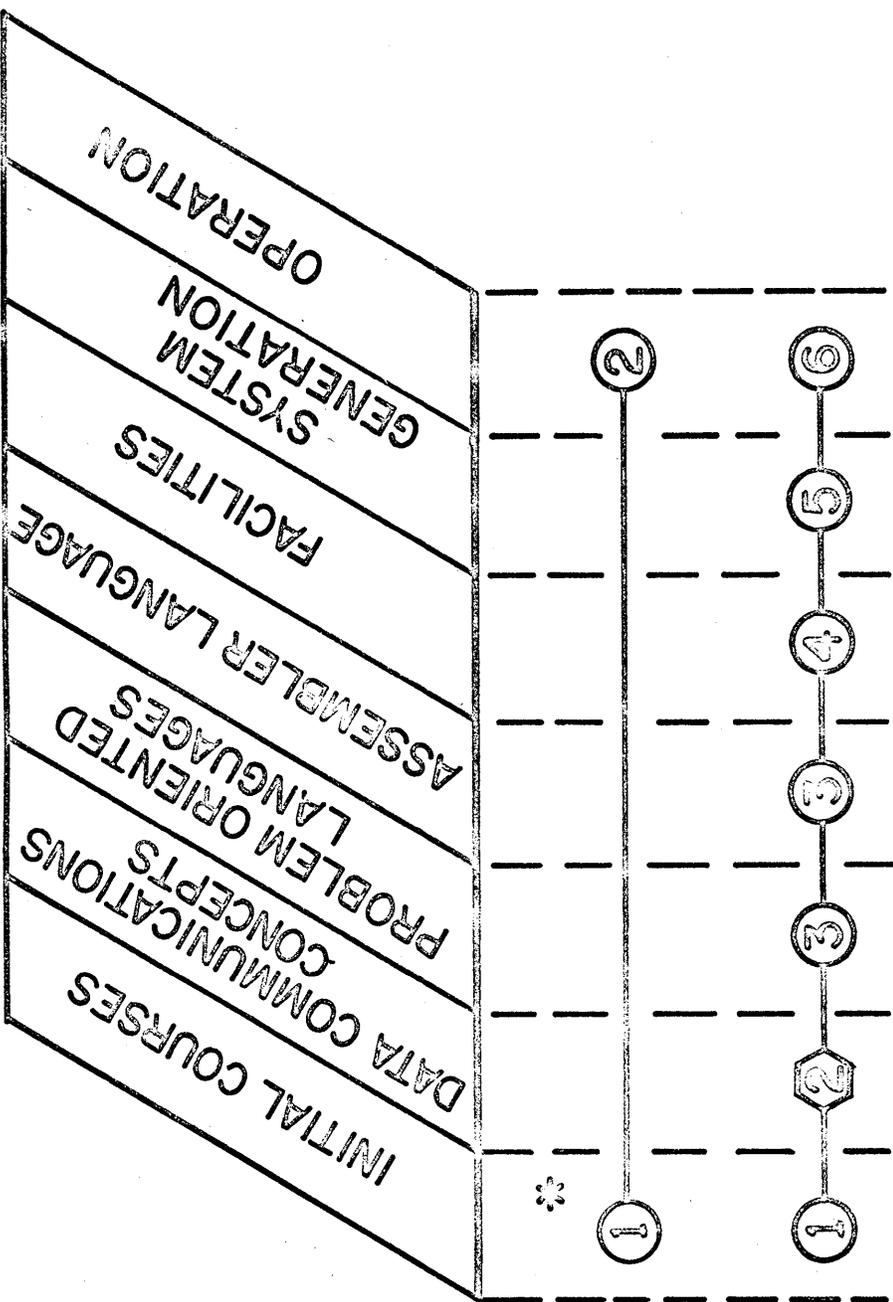 INITIAL COURSES
DATA COMMUNICATIONS
CONCEPTS
PROBLEM ORIENTED
LANGUAGES
ASSEMBLER LANGUAGE
FACILITIES
SYSTEM
GENERATION
OPERATION
*
1 2
1 2 3 3 4 5 6